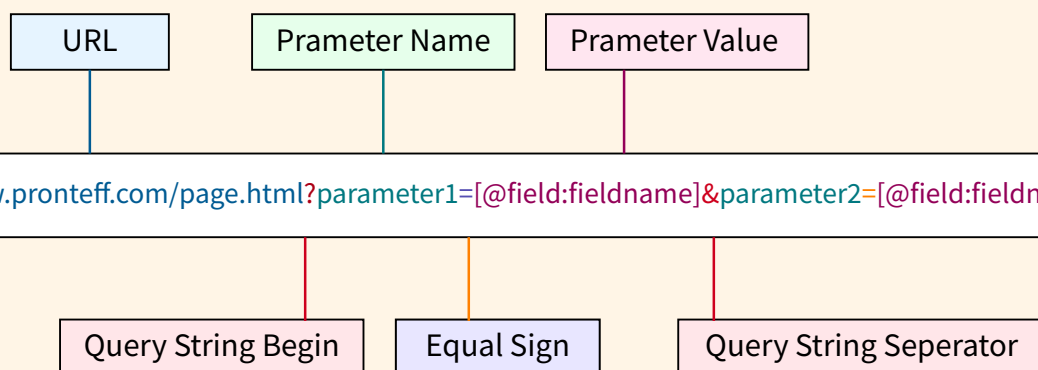 URL
Prameter Name
Prameter Value
.pronteff.com/page.html?parameter1=[@field:fieldname]&parameter2=[@field:fieldn
Query String Begin
Equal Sign
Query String Seperator